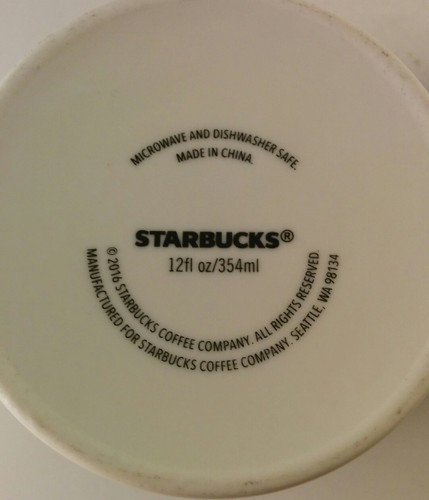 MICROWAVE AND DISHWASHER SAFE.
MADE IN CHINA.
STARBUCKS®
12fl oz/354ml
© 2016 STARBUCKS COFFEE COMPANY. ALL RIGHTS RESERVED.
MANUFACTURED FOR STARBUCKS COFFEE COMPANY. SEATTLE, WA 98134